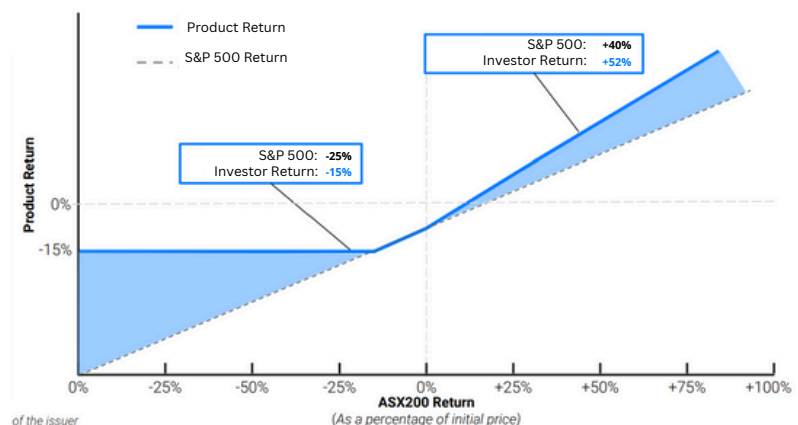 Product Return
S&P 500 Return
S&P 500: +40%
Investor Return: +52%
S&P 500: -25%
Investor Return: -15%
Product Return
0%
-15%
0% -25% -50% -25% 0% +25% +50% +75% +100%
ASX200 Return
(As a percentage of initial price)
of the issuer